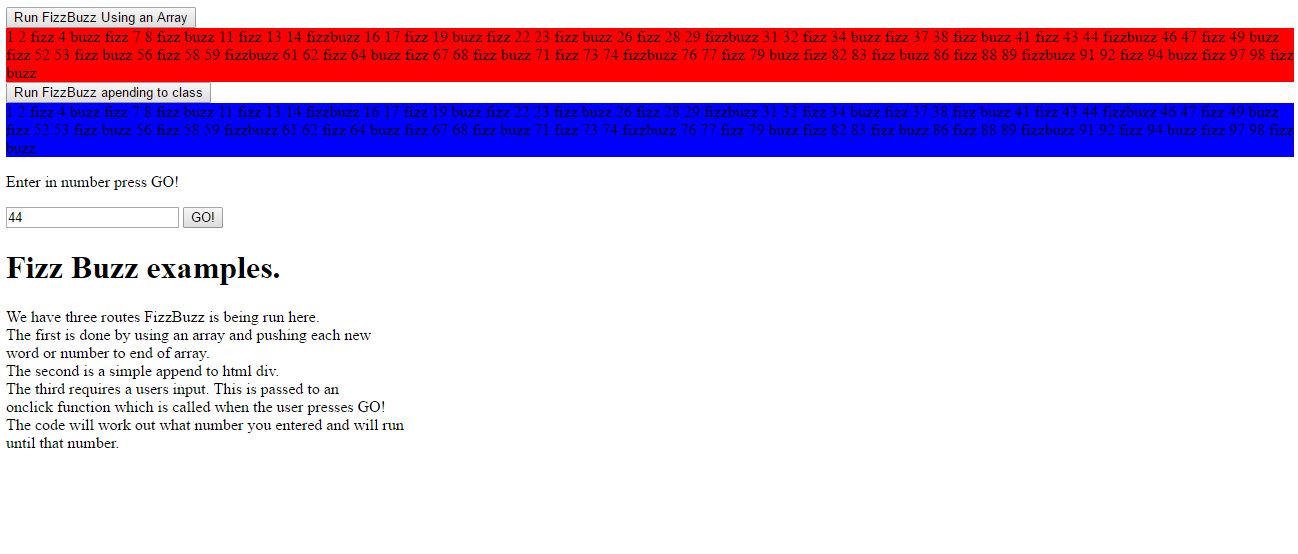 Run FizzBuzz Using an Array
1 2 fizz 4 buzz fizz 7 8 fizz buzz 11 fizz 13 14 fizzbuzz 16 17 fizz 19 buzz fizz 22 23 fizz buzz 26 fizz 28 29 fizzbuzz 31 32 fizz 34 buzz fizz 37 38 fizz buzz 41 fizz 43 44 fizzbuzz 46 47 fizz 49 buzz
fizz 52 53 fizz buzz 56 fizz 58 59 fizzbuzz 61 62 fizz 64 buzz fizz 67 68 fizz buzz 71 fizz 73 74 fizzbuzz 76 77 fizz 79 buzz fizz 82 83 fizz buzz 86 fizz 88 89 fizzbuzz 91 92 fizz 94 buzz fizz 97 98 fizz
buzz
Run FizzBuzz apending to class
1 2 fizz 4 buzz fizz 7 8 fizz buzz 11 fizz 13 14 fizzbuzz 16 17 fizz 19 buzz fizz 22 23 fizz buzz 26 fizz 28 29 fizzbuzz 31 32 fizz 34 buzz fizz 37 38 fizz buzz 41 fizz 43 44 fizzbuzz 46 47 fizz 49 buzz
fizz 52 53 fizz buzz 56 fizz 58 59 fizzbuzz 61 62 fizz 64 buzz fizz 67 68 fizz buzz 71 fizz 73 74 fizzbuzz 76 77 fizz 79 buzz fizz 82 83 fizz buzz 86 fizz 88 89 fizzbuzz 91 92 fizz 94 buzz fizz 97 98 fizz
buzz
Enter in number press GO!
44 GO!
Fizz Buzz examples.
We have three routes FizzBuzz is being run here.
The first is done by using an array and pushing each new
word or number to end of array.
The second is a simple append to html div.
The third requires a users input. This is passed to an
onclick function which is called when the user presses GO!
The code will work out what number you entered and will run
until that number.